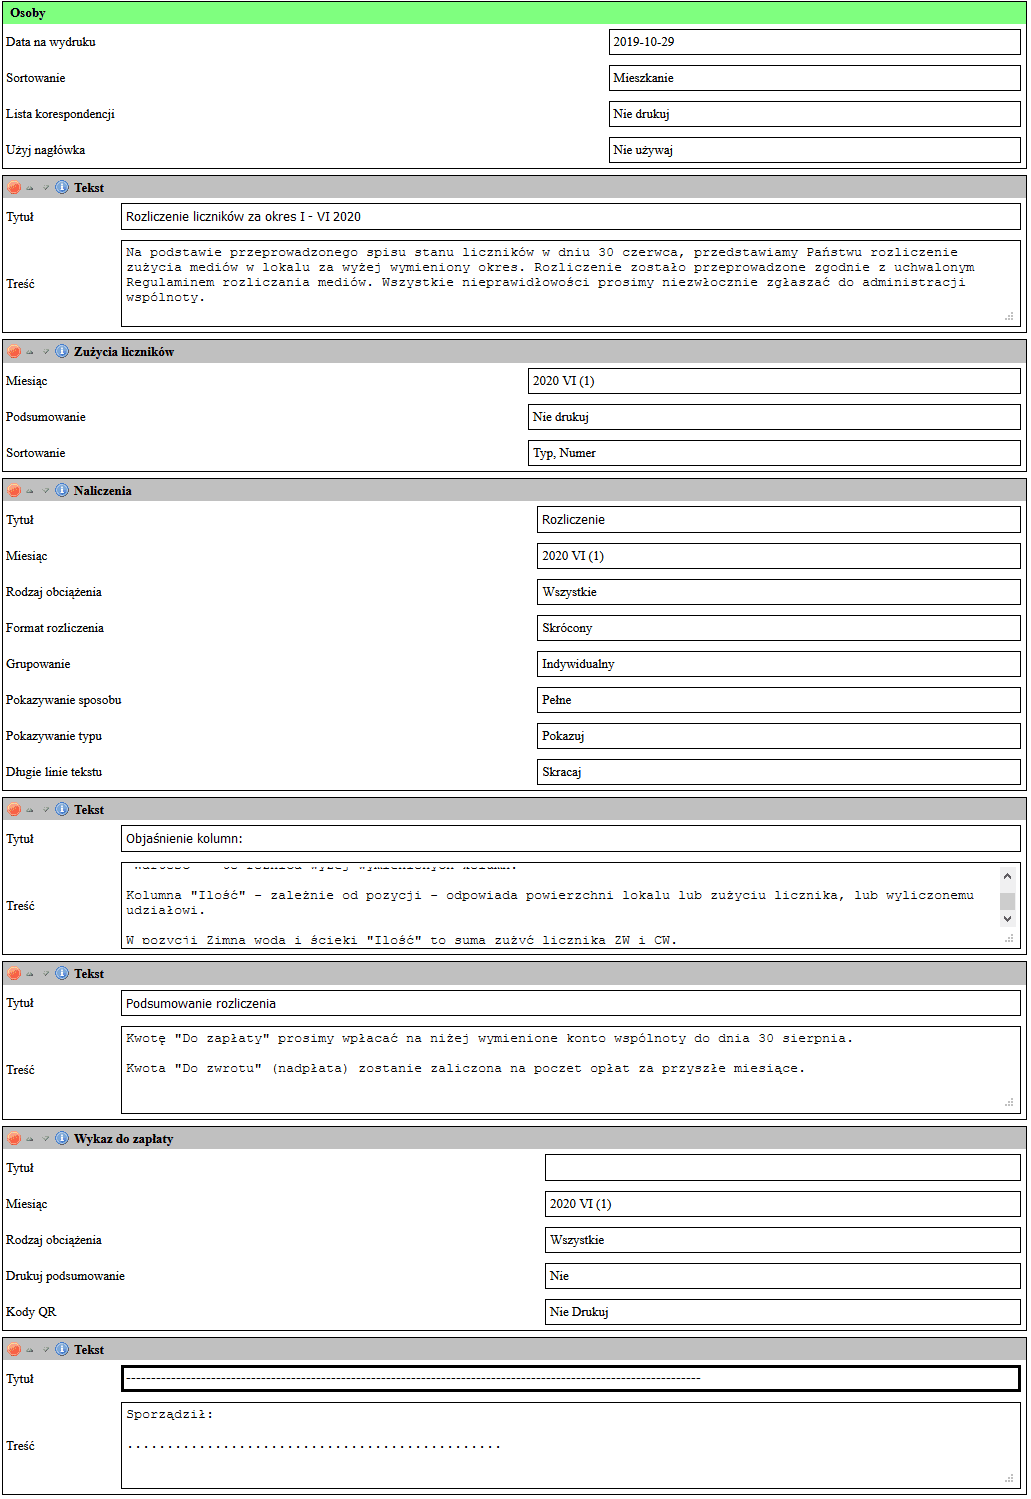 Osoby
Data na wydruku
2019-10-29
Sortowanie
Mieszkanie
Lista korespondencji
Nie drukuj
Użyj nagłówka
Nie używaj
Tekst
Tytuł
Rozliczenie liczników za okres I - VI 2020
Treść
Na podstawie przeprowadzonego spisu stanu liczników w dniu 30 czerwca, przedstawiamy Państwu rozliczenie
zużycia mediów w lokalu za wyżej wymieniony okres. Rozliczenie zostało przeprowadzone zgodnie z uchwalonym
Regulaminem rozliczania mediów. Wszystkie nieprawidłowości prosimy niezwłocznie zgłaszać do administracji
wspólnoty.
Zużycia liczników
Miesiąc
2020 VI (1)
Podsumowanie
Nie drukuj
Sortowanie
Typ, Numer
Naliczenia
Tytuł
Rozliczenie
Miesiąc
2020 VI (1)
Rodzaj obciążenia
Wszystkie
Format rozliczenia
Skrócony
Grupowanie
Indywidualny
Pokazywanie sposobu
Pełne
Pokazywanie typu
Pokazuj
Długie linie tekstu
Skracaj
Tekst
Tytuł
Objaśnienie kolumn:
Treść
"Wartość" - to różnica wyżej wymienionych kolumn.
Kolumna "Ilość" - zależnie od pozycji - odpowiada powierzchni lokalu lub zużyciu licznika, lub wyliczonemu
udziałowi.
W pozycji Zimna woda i ścieki "Ilość" to suma zużyć licznika ZW i CW.
Tekst
Tytuł
Podsumowanie rozliczenia
Treść
Kwotę "Do zapłaty" prosimy wpłacać na niżej wymienione konto wspólnoty do dnia 30 sierpnia.
Kwota "Do zwrotu" (nadpłata) zostanie zaliczona na poczet opłat za przyszłe miesiące.
Wykaz do zapłaty
Tytuł
Miesiąc
2020 VI (1)
Rodzaj obciążenia
Wszystkie
Drukuj podsumowanie
Nie
Kody QR
Nie Drukuj
Tekst
Tytuł
-------------------------------------------------------------------------------------------------------------------
Treść
Sporządził:
...............................................